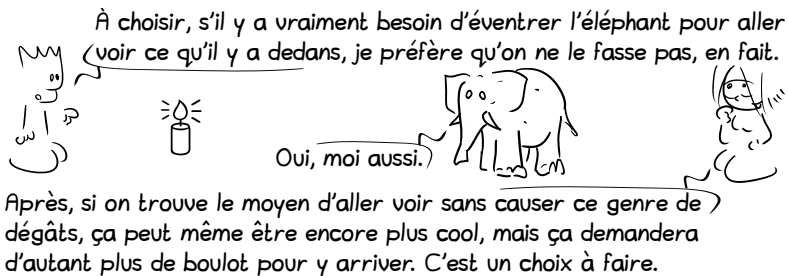 À choisir, s'il y a vraiment besoin d'éventrer l'éléphant pour aller
voir ce qu'il y a dedans, je préfère qu'on ne le fasse pas, en fait.
Oui, moi aussi.
Après, si on trouve le moyen d'aller voir sans causer ce genre de
dégâts, ça peut même être encore plus cool, mais ça demandera
d'autant plus de boulot pour y arriver. C'est un choix à faire.